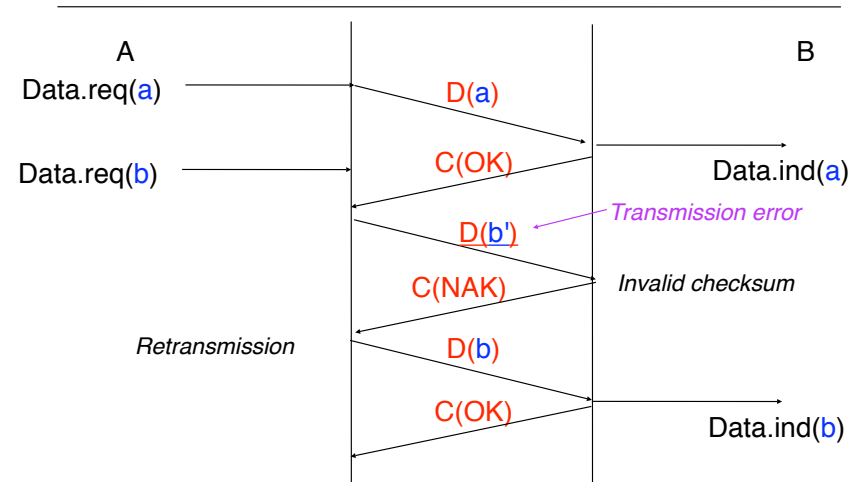 A
B
Data.req(a)
D(a)
C(OK)
Data.req(b)
Data.ind(a)
Transmission error
D(b')
C(NAK)
Invalid checksum
Retransmission
D(b)
C(OK)
Data.ind(b)